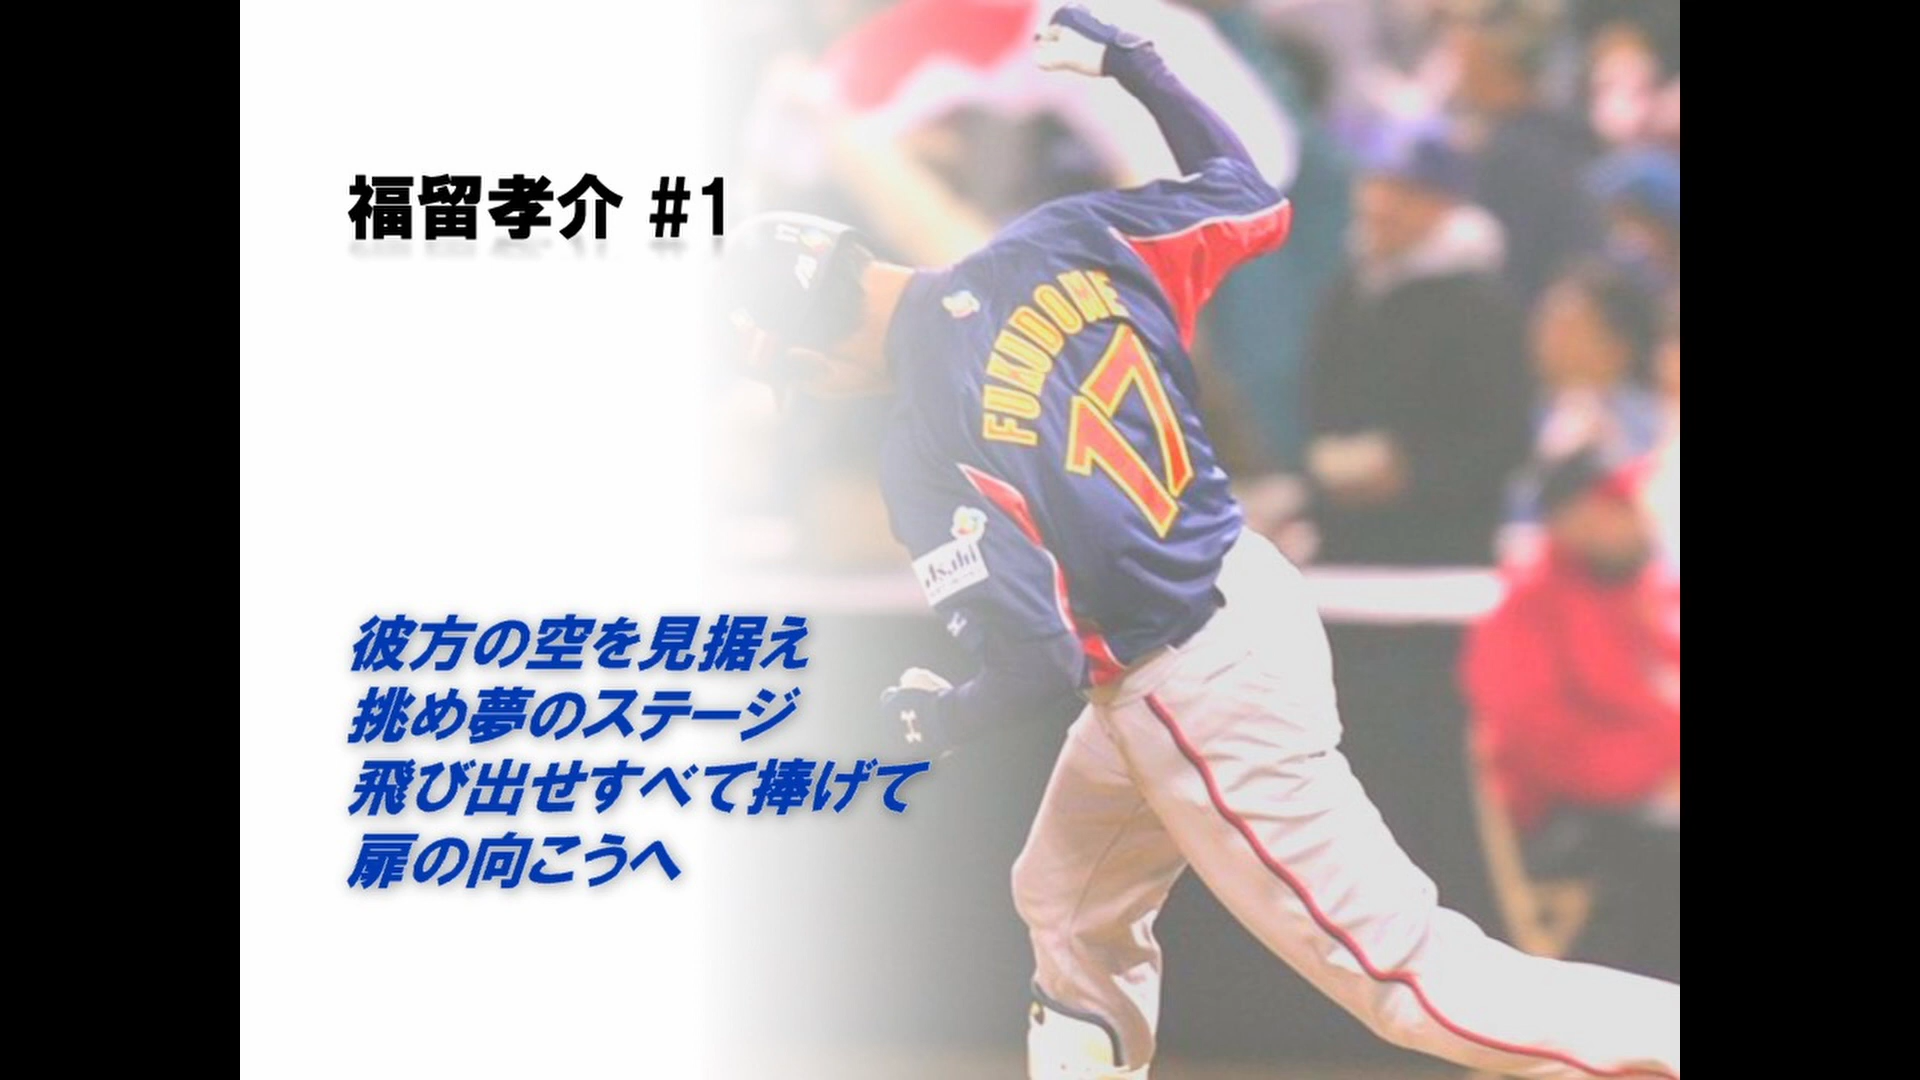 福留孝介 #1
FUKUDOME
17
Asahi
彼方の空を見据え
挑め夢のステージ
飛び出せすべて捧げて
扉の向こうへ